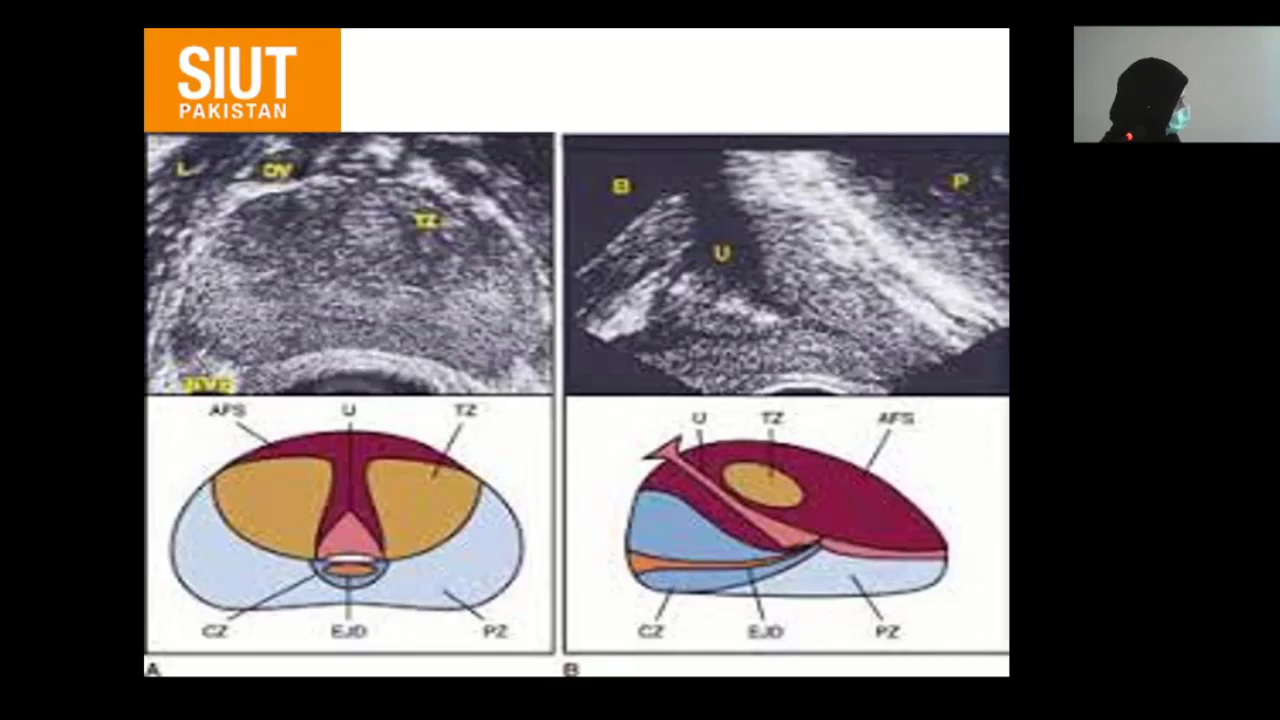 SIUT
PAKISTAN
L DV
TZ
B P
U
AFS U TZ
CZ EJD PZ
A
U TZ AFS
CZ EJD PZ
B